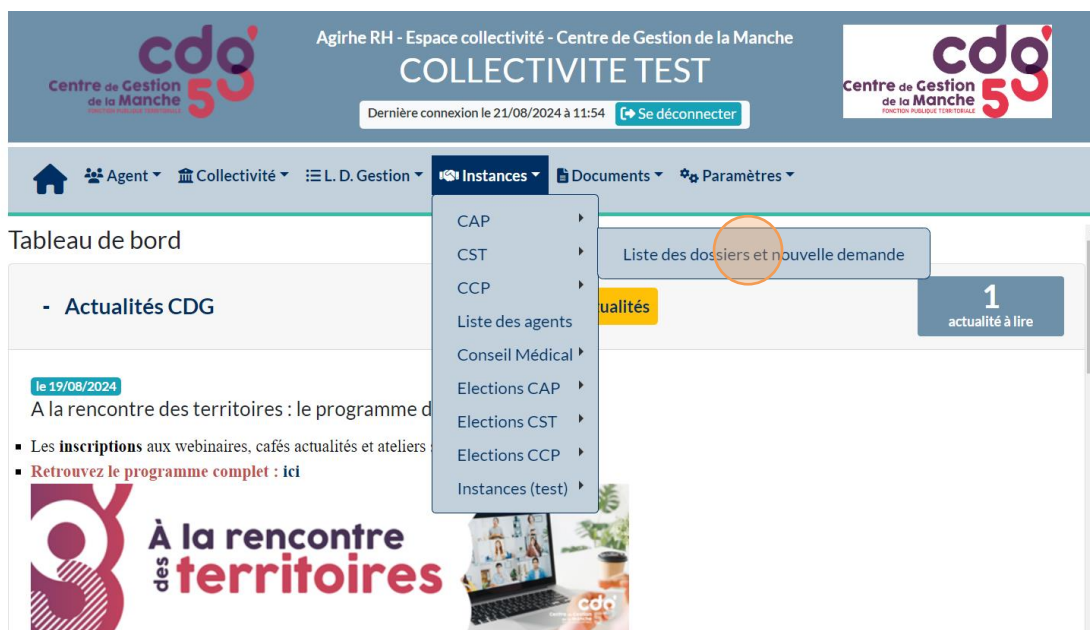 cdg
Centre de Gestion
de la Manche
FONCTION PUBLIQUE TERRITORIALE
50
Agirhe RH - Espace collectivité - Centre de Gestion de la Manche
COLLECTIVITE TEST
Dernière connexion le 21/08/2024 à 11:54 Se déconnecter
cdg
Centre de Gestion
de la Manche
FONCTION PUBLIQUE TERRITORIALE
50
Agent Collectivité L. D. Gestion Instances Documents Paramètres
CAP
CST
CCP
Liste des agents
Conseil Médical
Elections CAP
Elections CST
Elections CCP
Instances (test)
Liste des dossiers et nouvelle demande
Tableau de bord
- Actualités CDG
ualités
1
actualité à lire
le 19/08/2024
A la rencontre des territoires : le programme d
Les inscriptions aux webinaires, cafés actualités et ateliers
Retrouvez le programme complet : ici
À la rencontre
des territoires
cdg